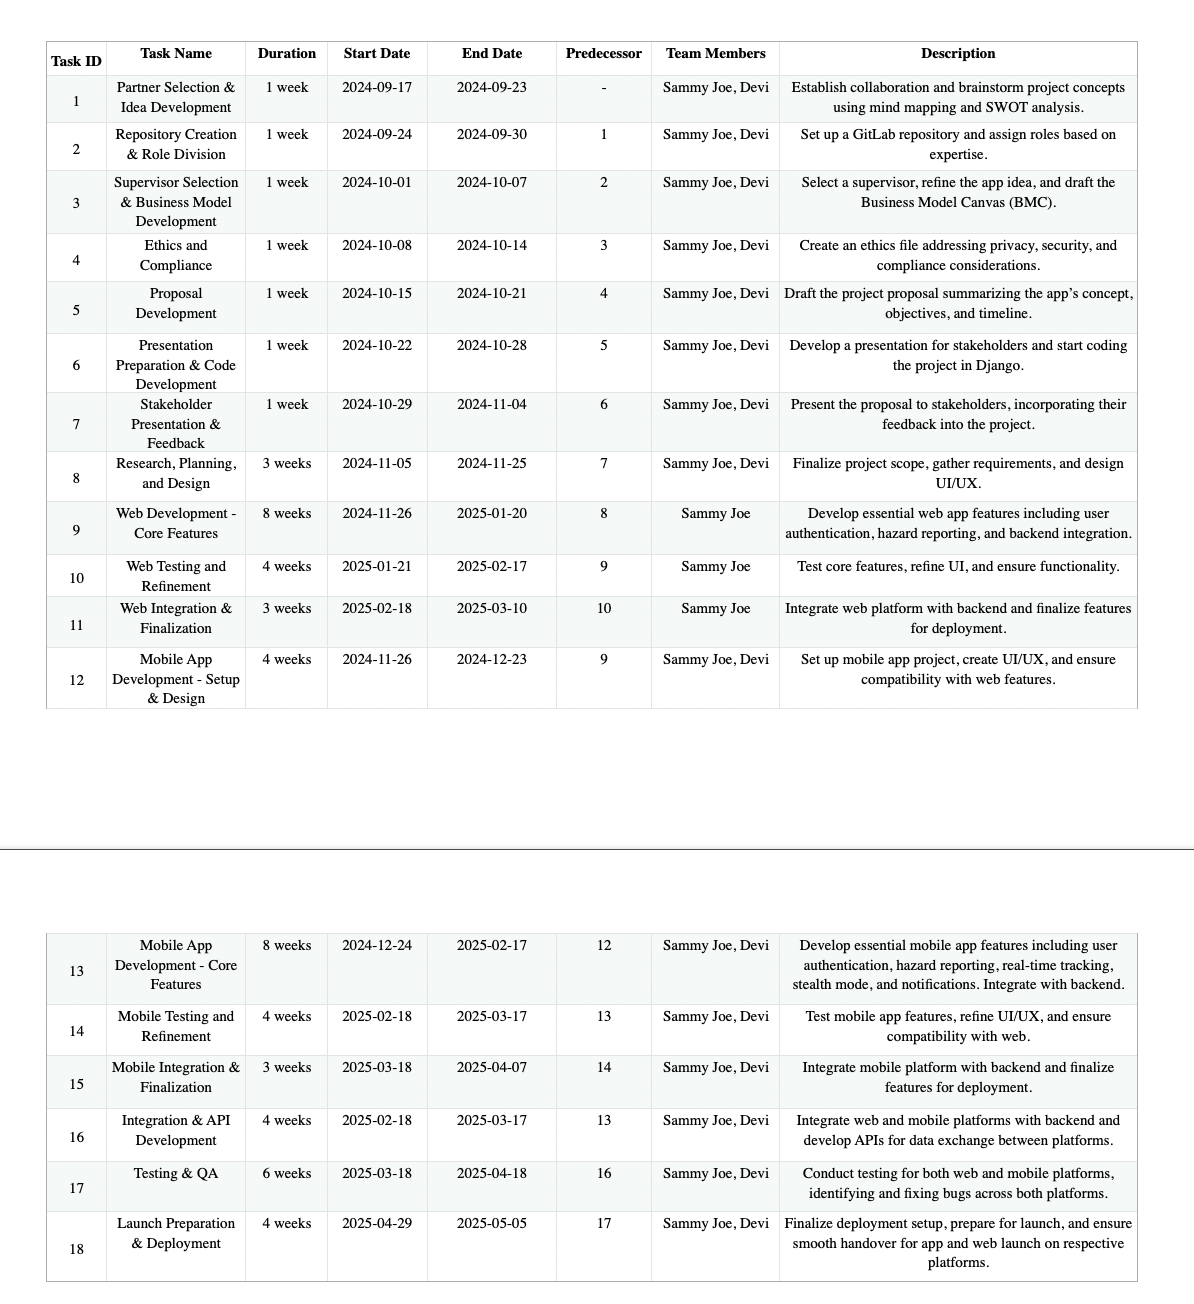 Task ID Task Name Duration Start Date End Date Predecessor Team Members Description
1 Partner Selection & 1 week 2024-09-17 2024-09-23 - Sammy Joe, Devi Establish collaboration and brainstorm project concepts
Idea Development using mind mapping and SWOT analysis.
2 Repository Creation 1 week 2024-09-24 2024-09-30 1 Sammy Joe, Devi Set up a GitLab repository and assign roles based on
& Role Division expertise.
3 Supervisor Selection 1 week 2024-10-01 2024-10-07 2 Sammy Joe, Devi Select a supervisor, refine the app idea, and draft the
& Business Model Business Model Canvas (BMC).
Development
4 Ethics and 1 week 2024-10-08 2024-10-14 3 Sammy Joe, Devi Create an ethics file addressing privacy, security, and
Compliance compliance considerations.
5 Proposal 1 week 2024-10-15 2024-10-21 4 Sammy Joe, Devi Draft the project proposal summarizing the app's concept,
Development objectives, and timeline.
6 Presentation 1 week 2024-10-22 2024-10-28 5 Sammy Joe, Devi Develop a presentation for stakeholders and start coding
Preparation & Code the project in Django.
Development
7 Stakeholder 1 week 2024-10-29 2024-11-04 6 Sammy Joe, Devi Present the proposal to stakeholders, incorporating their
Presentation & feedback into the project.
Feedback
8 Research, Planning, 3 weeks 2024-11-05 2024-11-25 7 Sammy Joe, Devi Finalize project scope, gather requirements, and design
and Design UI/UX.
9 Web Development - 8 weeks 2024-11-26 2025-01-20 8 Sammy Joe Develop essential web app features including user
Core Features authentication, hazard reporting, and backend integration.
10 Web Testing and 4 weeks 2025-01-21 2025-02-17 9 Sammy Joe Test core features, refine UI, and ensure functionality.
Refinement
11 Web Integration & 3 weeks 2025-02-18 2025-03-10 10 Sammy Joe Integrate web platform with backend and finalize features
Finalization for deployment.
12 Mobile App 4 weeks 2024-11-26 2024-12-23 9 Sammy Joe, Devi Set up mobile app project, create UI/UX, and ensure
Development - Setup compatibility with web features.
& Design
13 Mobile App 8 weeks 2024-12-24 2025-02-17 12 Sammy Joe, Devi Develop essential mobile app features including user
Development - Core authentication, hazard reporting, real-time tracking,
Features stealth mode, and notifications. Integrate with backend.
14 Mobile Testing and 4 weeks 2025-02-18 2025-03-17 13 Sammy Joe, Devi Test mobile app features, refine UI/UX, and ensure
Refinement compatibility with web.
15 Mobile Integration & 3 weeks 2025-03-18 2025-04-07 14 Sammy Joe, Devi Integrate mobile platform with backend and finalize
Finalization features for deployment.
16 Integration & API 4 weeks 2025-02-18 2025-03-17 13 Sammy Joe, Devi Integrate web and mobile platforms with backend and
Development develop APIs for data exchange between platforms.
17 Testing & QA 6 weeks 2025-03-18 2025-04-18 16 Sammy Joe, Devi Conduct testing for both web and mobile platforms,
identifying and fixing bugs across both platforms.
18 Launch Preparation 4 weeks 2025-04-29 2025-05-05 17 Sammy Joe, Devi Finalize deployment setup, prepare for launch, and ensure
& Deployment smooth handover for app and web launch on respective
platforms.